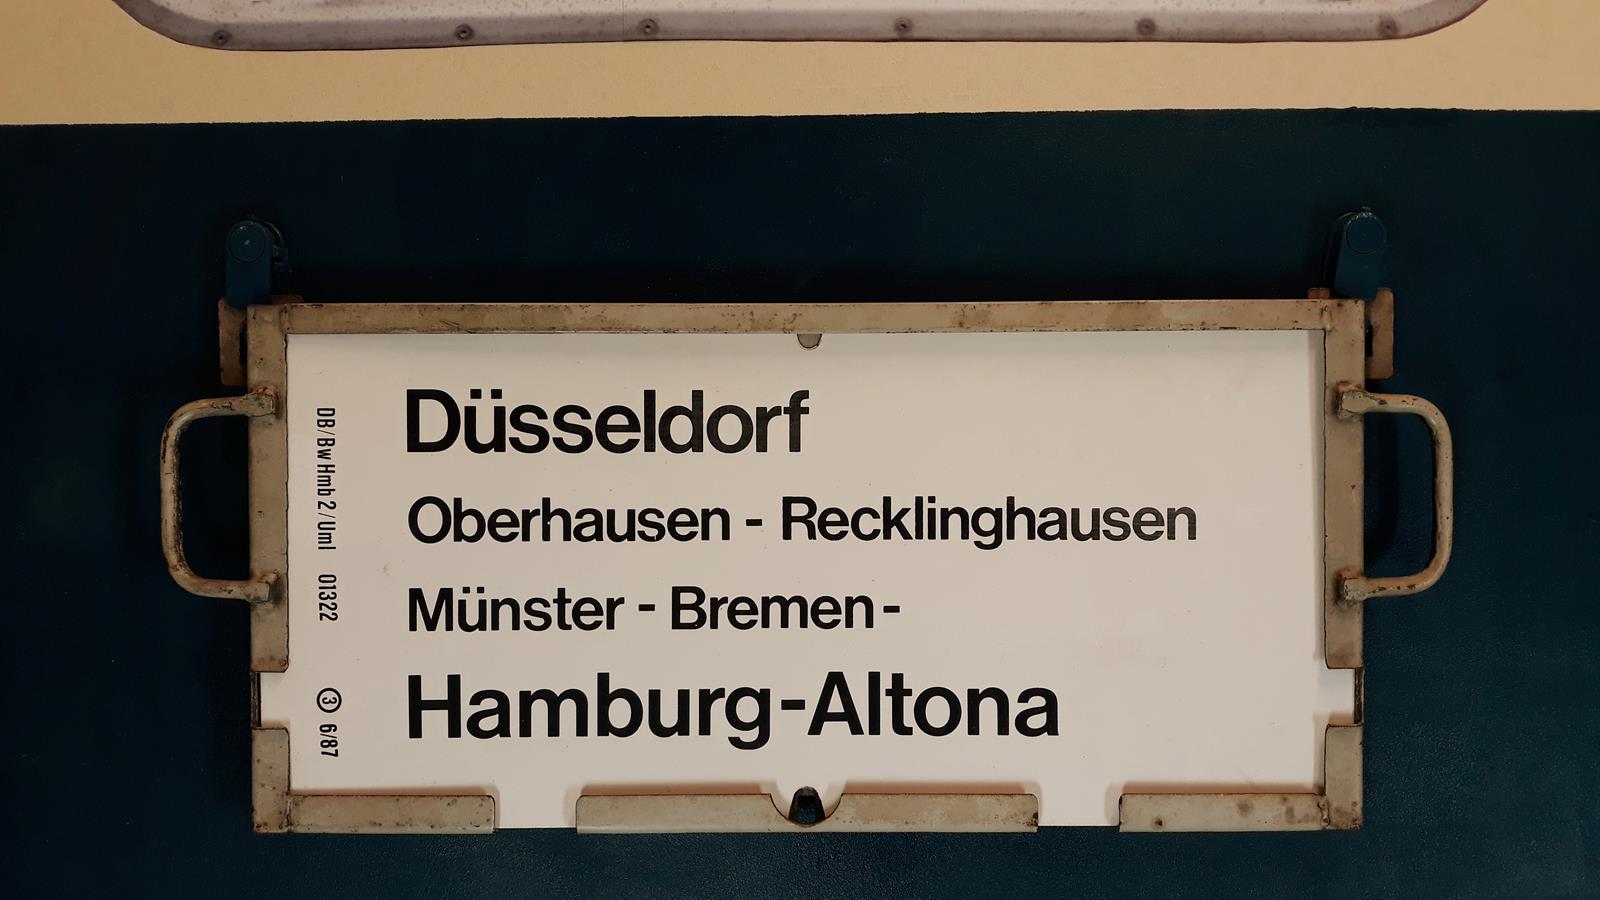 Düsseldorf
Oberhausen - Recklinghausen
Münster - Bremen -
Hamburg-Altona
DB / Bw Hmb 2 / Uml 01322 ③ 6/87